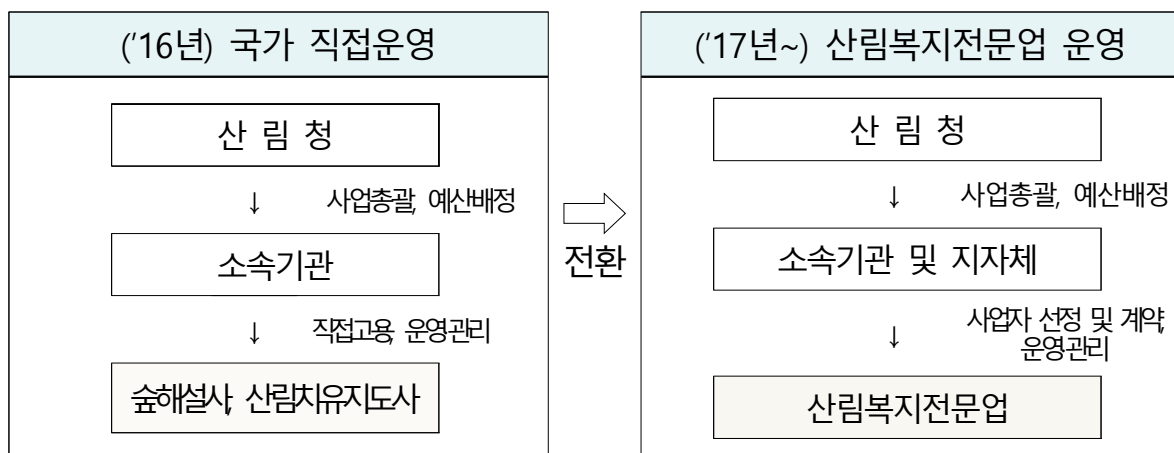 ('16년) 국가 직접운영
산 림 청
↓ 사업총괄, 예산배정
소속기관
↓ 직접고용, 운영관리
숲해설사, 산림치유지도사
전환
('17년~) 산림복지전문업 운영
산 림 청
↓ 사업총괄, 예산배정
소속기관 및 지자체
↓ 사업자 선정 및 계약,
운영관리
산림복지전문업